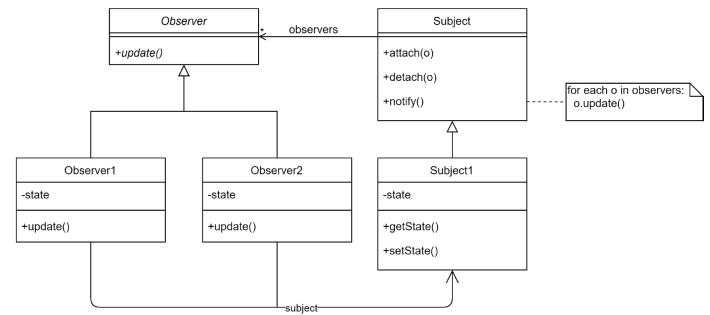 Observer
+update()
*
observers
Subject
+attach(o)
+detach(o)
+notify()
for each o in observers:
o.update()
Observer1
-state
+update()
Observer2
-state
+update()
Subject1
-state
+getState()
+setState()
subject